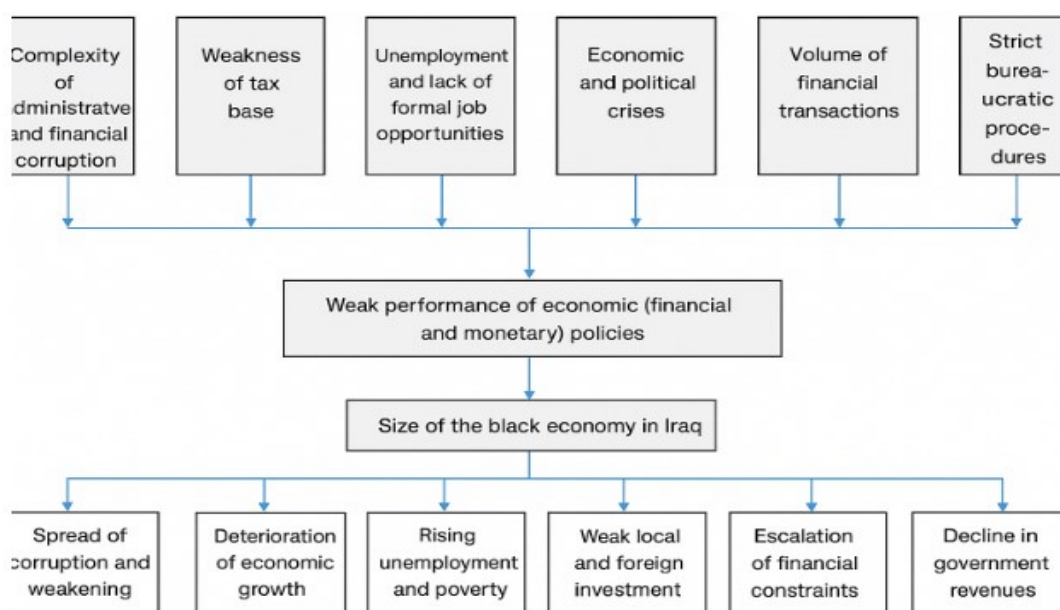 Complexity
of
dministratve
and financial
corruption
Weakness
of tax
base
Unemployment
and lack of
formal job
opportunities
Economic
and political
crises
Volume of
financial
transactions
Strict
burea-
ucratic
proce-
dures
Weak performance of economic (financial
and monetary) policies
Size of the black economy in Iraq
Spread of
corruption and
weakening
Deterioration
of economic
growth
Rising
unemployment
and poverty
Weak local
and foreign
investment
Escalation
of financial
constraints
Decline in
government
revenues